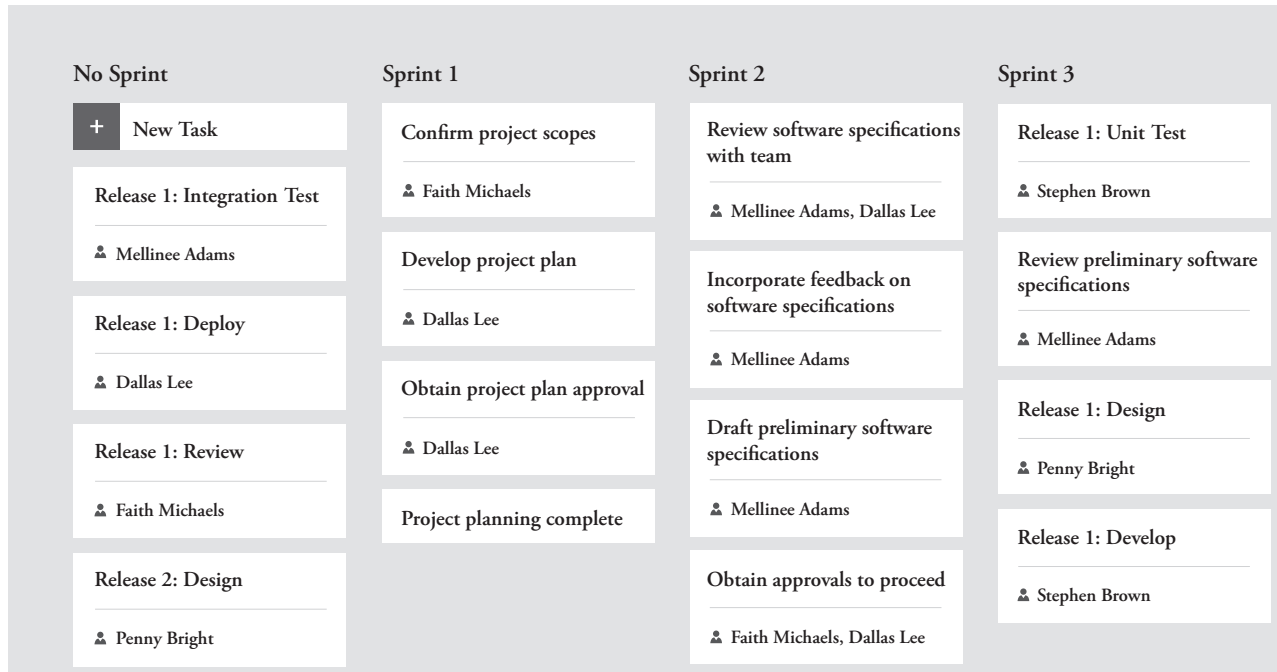 No Sprint
+ New Task
Release 1: Integration Test
Mellinee Adams
Release 1: Deploy
Dallas Lee
Release 1: Review
Faith Michaels
Release 2: Design
Penny Bright
Sprint 1
Confirm project scopes
Faith Michaels
Develop project plan
Dallas Lee
Obtain project plan approval
Dallas Lee
Project planning complete
Sprint 2
Review software specifications
with team
Mellinee Adams, Dallas Lee
Incorporate feedback on
software specifications
Mellinee Adams
Draft preliminary software
specifications
Mellinee Adams
Obtain approvals to proceed
Faith Michaels, Dallas Lee
Sprint 3
Release 1: Unit Test
Stephen Brown
Review preliminary software
specifications
Mellinee Adams
Release 1: Design
Penny Bright
Release 1: Develop
Stephen Brown